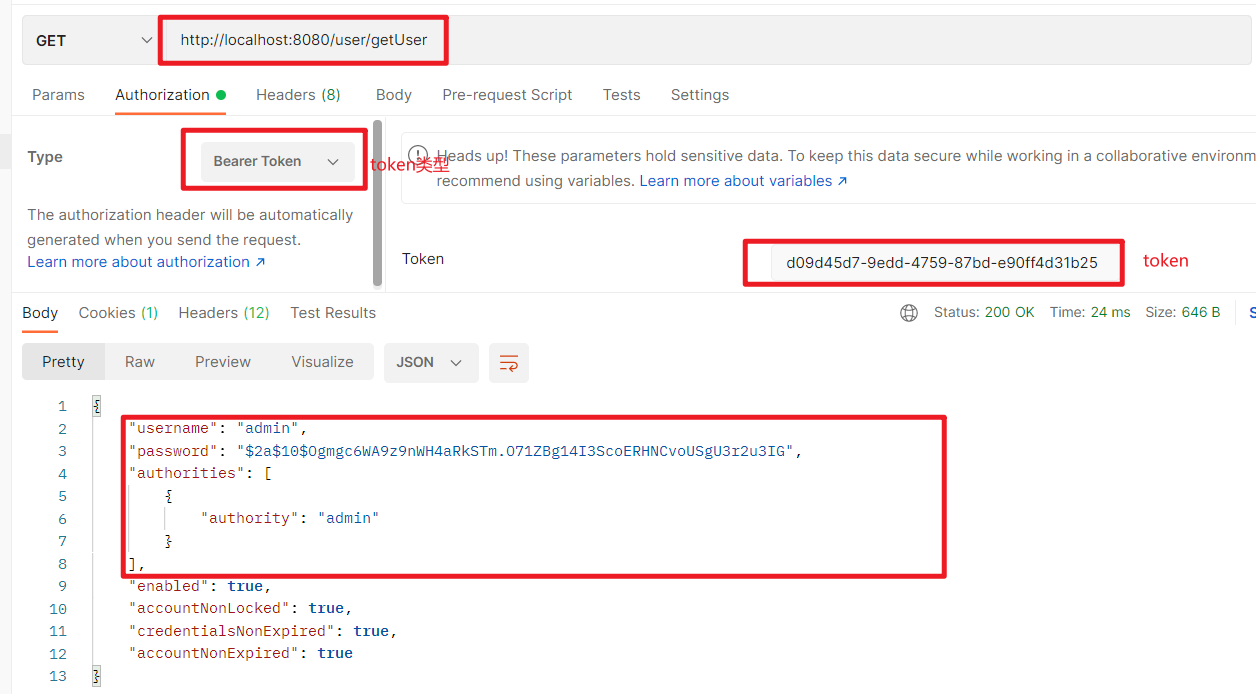 GET http://localhost:8080/user/getUser
Params Authorization Headers (8) Body Pre-request Script Tests Settings
Type Bearer Token token类型
Heads up! These parameters hold sensitive data. To keep this data secure while working in a collaborative environm
recommend using variables. Learn more about variables ↗
The authorization header will be automatically
generated when you send the request.
Learn more about authorization ↗
Token d09d45d7-9edd-4759-87bd-e90ff4d31b25 token
Body Cookies (1) Headers (12) Test Results Status: 200 OK Time: 24 ms Size: 646 B S
Pretty Raw Preview Visualize JSON
1 {
2 "username": "admin",
3 "password": "$2a$10$Ogmgc6WA9z9nWH4aRkSTm.O71ZBg14I3ScoERHNCvoUSgU3r2u3IG",
4 "authorities": [
5 {
6 "authority": "admin"
7 }
8 ],
9 "enabled": true,
10 "accountNonLocked": true,
11 "credentialsNonExpired": true,
12 "accountNonExpired": true
13 }